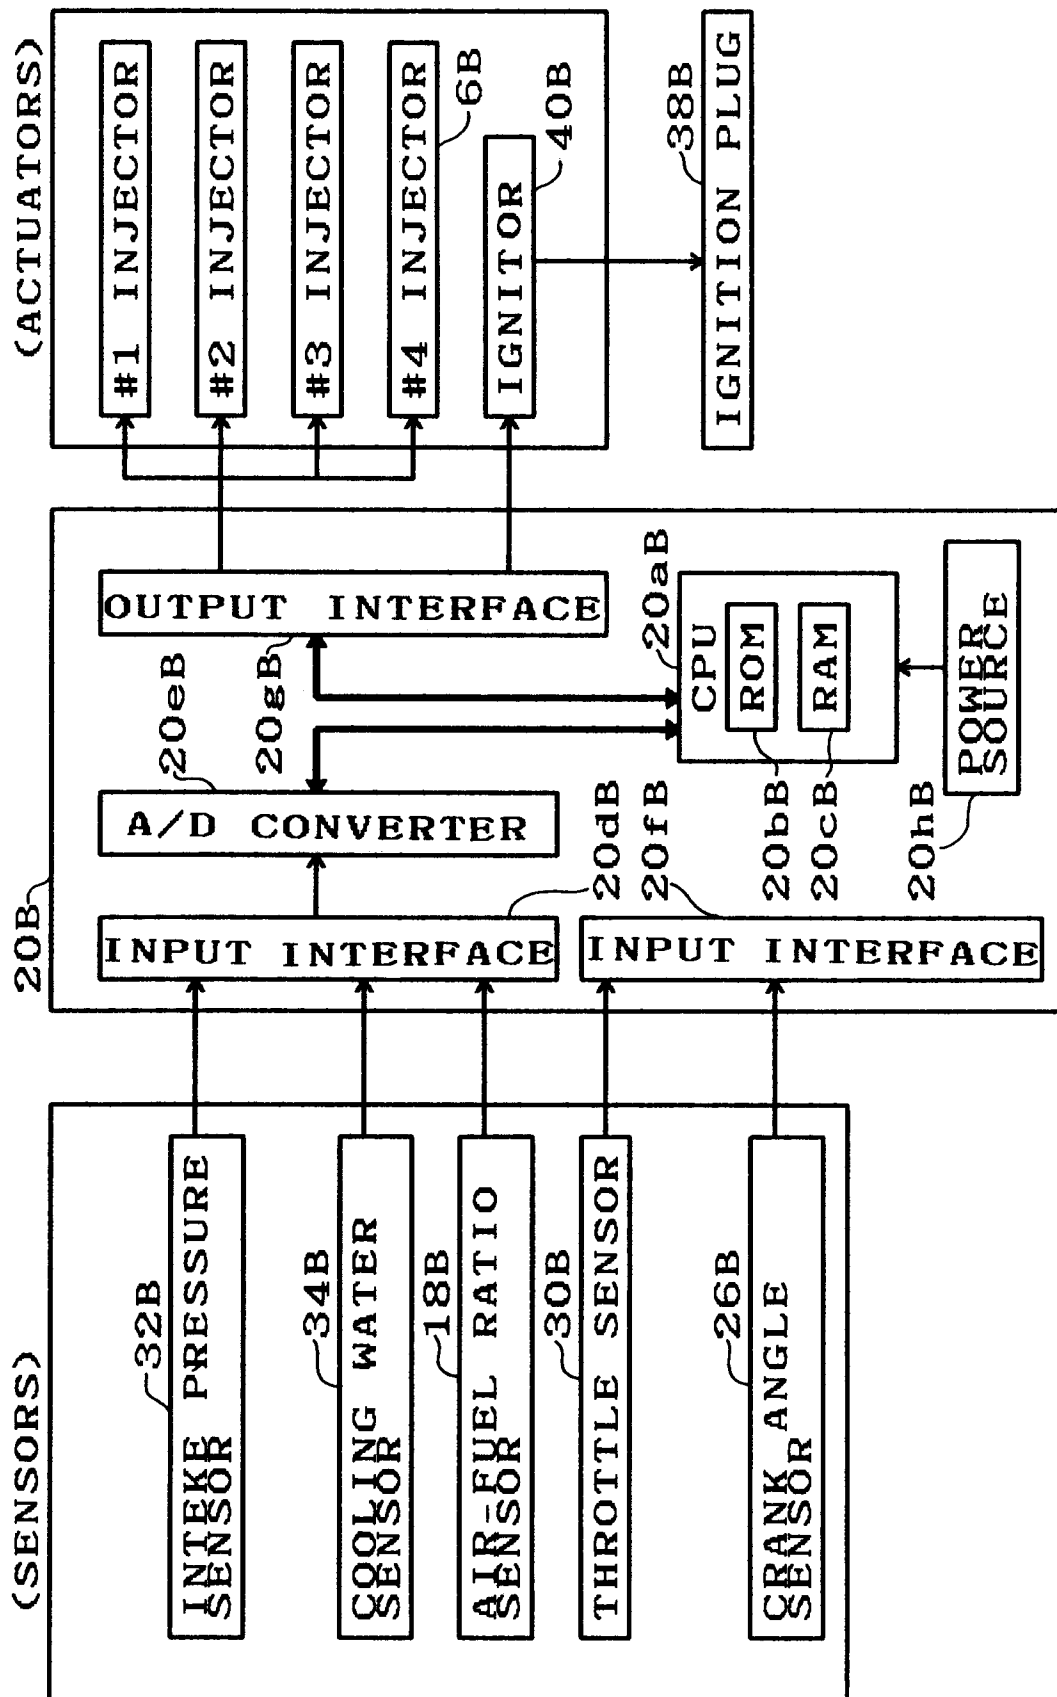 (SENSORS)
32B
INTEKE PRESSURE
SENSOR
34B
COOLING WATER
SENSOR
18B
AIR-FUEL RATIO
SENSOR
30B
THROTTLE SENSOR
26B
CRANK ANGLE
SENSOR
20B
INPUT INTERFACE
20dB
20fB
INPUT INTERFACE
20eB
A/D CONVERTER
20gB
OUTPUT INTERFACE
20aB
CPU
ROM
20bB
RAM
20cB
POWER
SOURCE
20hB
(ACTUATORS)
#1 INJECTOR
#2 INJECTOR
#3 INJECTOR
#4 INJECTOR
6B
IGNITOR
40B
38B
IGNITION PLUG